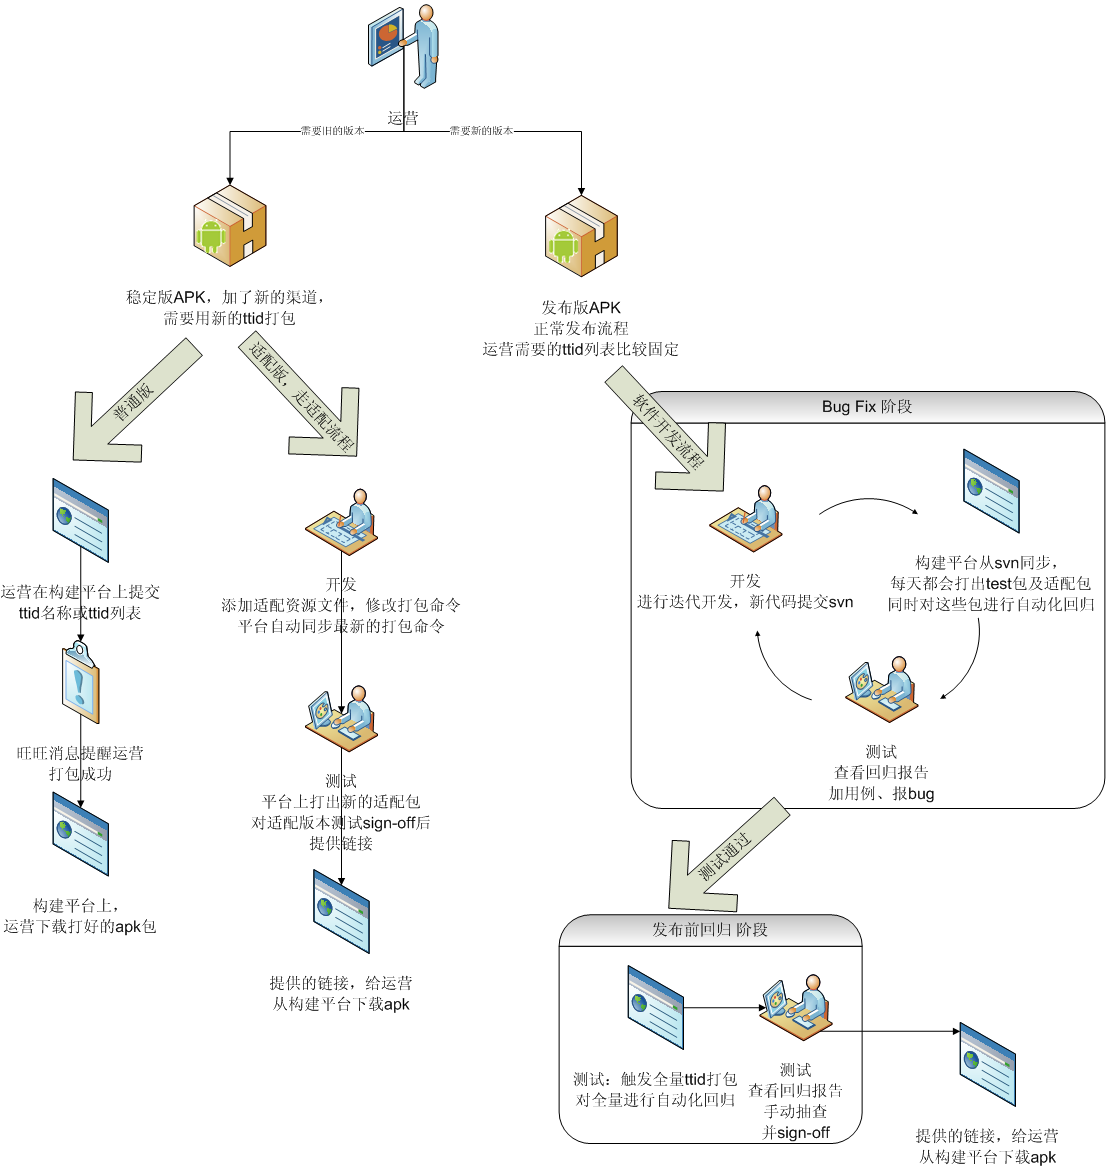 运营
需要旧的版本
需要新的版本
稳定版APK，加了新的渠道，
需要用新的ttid打包
发布版APK
正常发布流程
运营需要的ttid列表比较固定
普通版
适配版，走适配流程
软件开发流程
Bug Fix 阶段
运营在构建平台上提交
ttid名称或ttid列表
旺旺消息提醒运营
打包成功
构建平台上，
运营下载打好的apk包
开发
添加适配资源文件，修改打包命令
平台自动同步最新的打包命令
测试
平台上打出新的适配包
对适配版本测试sign-off后
提供链接
提供的链接，给运营
从构建平台下载apk
开发
进行迭代开发，新代码提交svn
构建平台从svn同步，
每天都会打出test包及适配包
同时对这些包进行自动化回归
测试
查看回归报告
加用例、报bug
测试通过
发布前回归 阶段
测试：触发全量ttid打包
对全量进行自动化回归
测试
查看回归报告
手动抽查
并sign-off
提供的链接，给运营
从构建平台下载apk